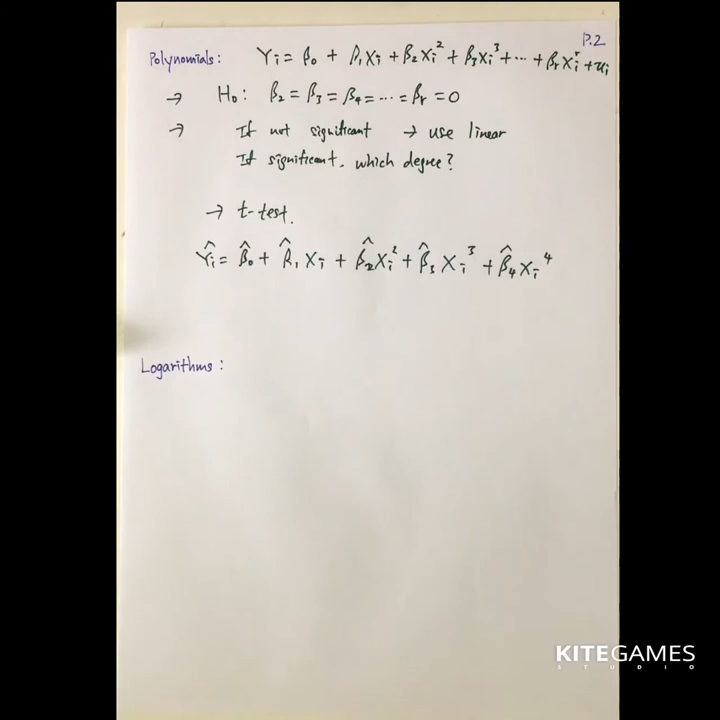 P.2
Polynomials: Yi = β₀ + β₁Xi + β₂Xi² + β₃Xi³ + ··· + βrXiʳ + ui
→ H₀: β₂ = β₃ = β₄ = ··· = βr = 0
→ If not significant → use linear
If significant. which degree?
→ t-test.
Ŷi = β̂₀ + β̂₁Xi + β̂₂Xi² + β̂₃Xi³ + β̂₄Xi⁴
Logarithms:
KITEGAMES
STUDIO